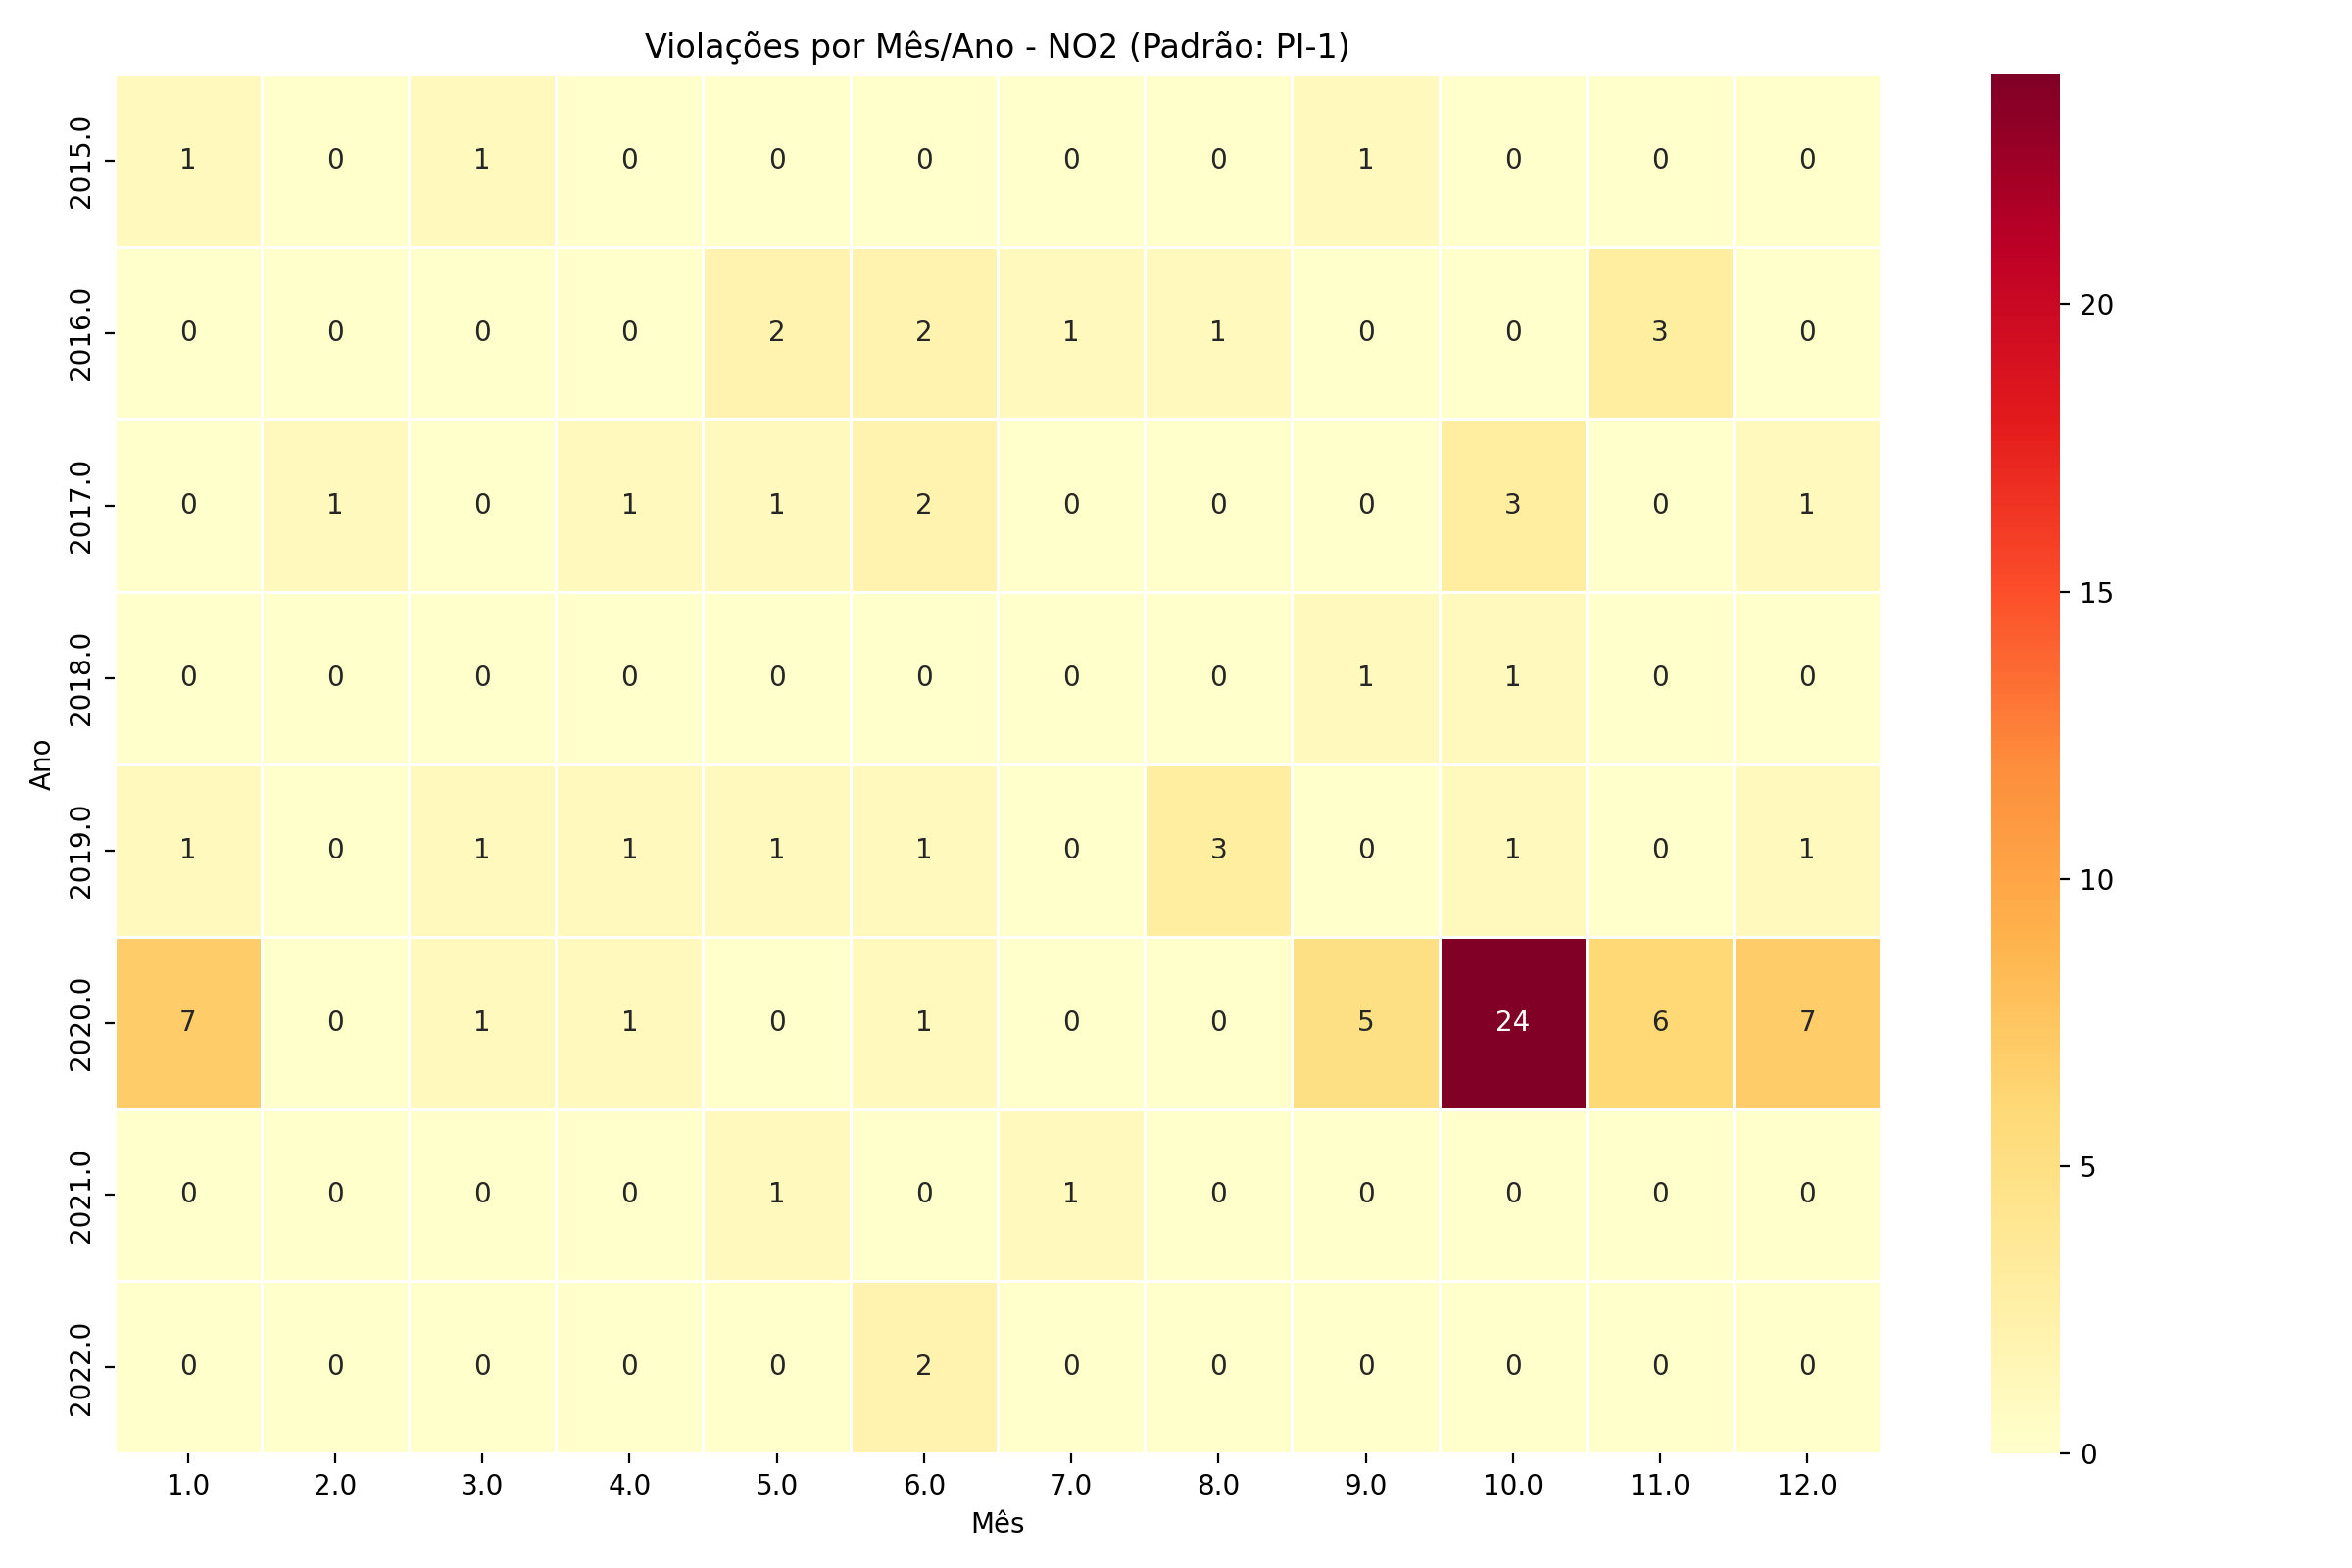 Violações por Mês/Ano - NO2 (Padrão: PI-1)
Ano
2015.0 1 0 1 0 0 0 0 0 1 0 0 0
2016.0 0 0 0 0 2 2 1 1 0 0 3 0
2017.0 0 1 0 1 1 2 0 0 0 3 0 1
2018.0 0 0 0 0 0 0 0 0 1 1 0 0
2019.0 1 0 1 1 1 1 0 3 0 1 0 1
2020.0 7 0 1 1 0 1 0 0 5 24 6 7
2021.0 0 0 0 0 1 0 1 0 0 0 0 0
2022.0 0 0 0 0 0 2 0 0 0 0 0 0
1.0 2.0 3.0 4.0 5.0 6.0 7.0 8.0 9.0 10.0 11.0 12.0
Mês
20
15
10
5
0